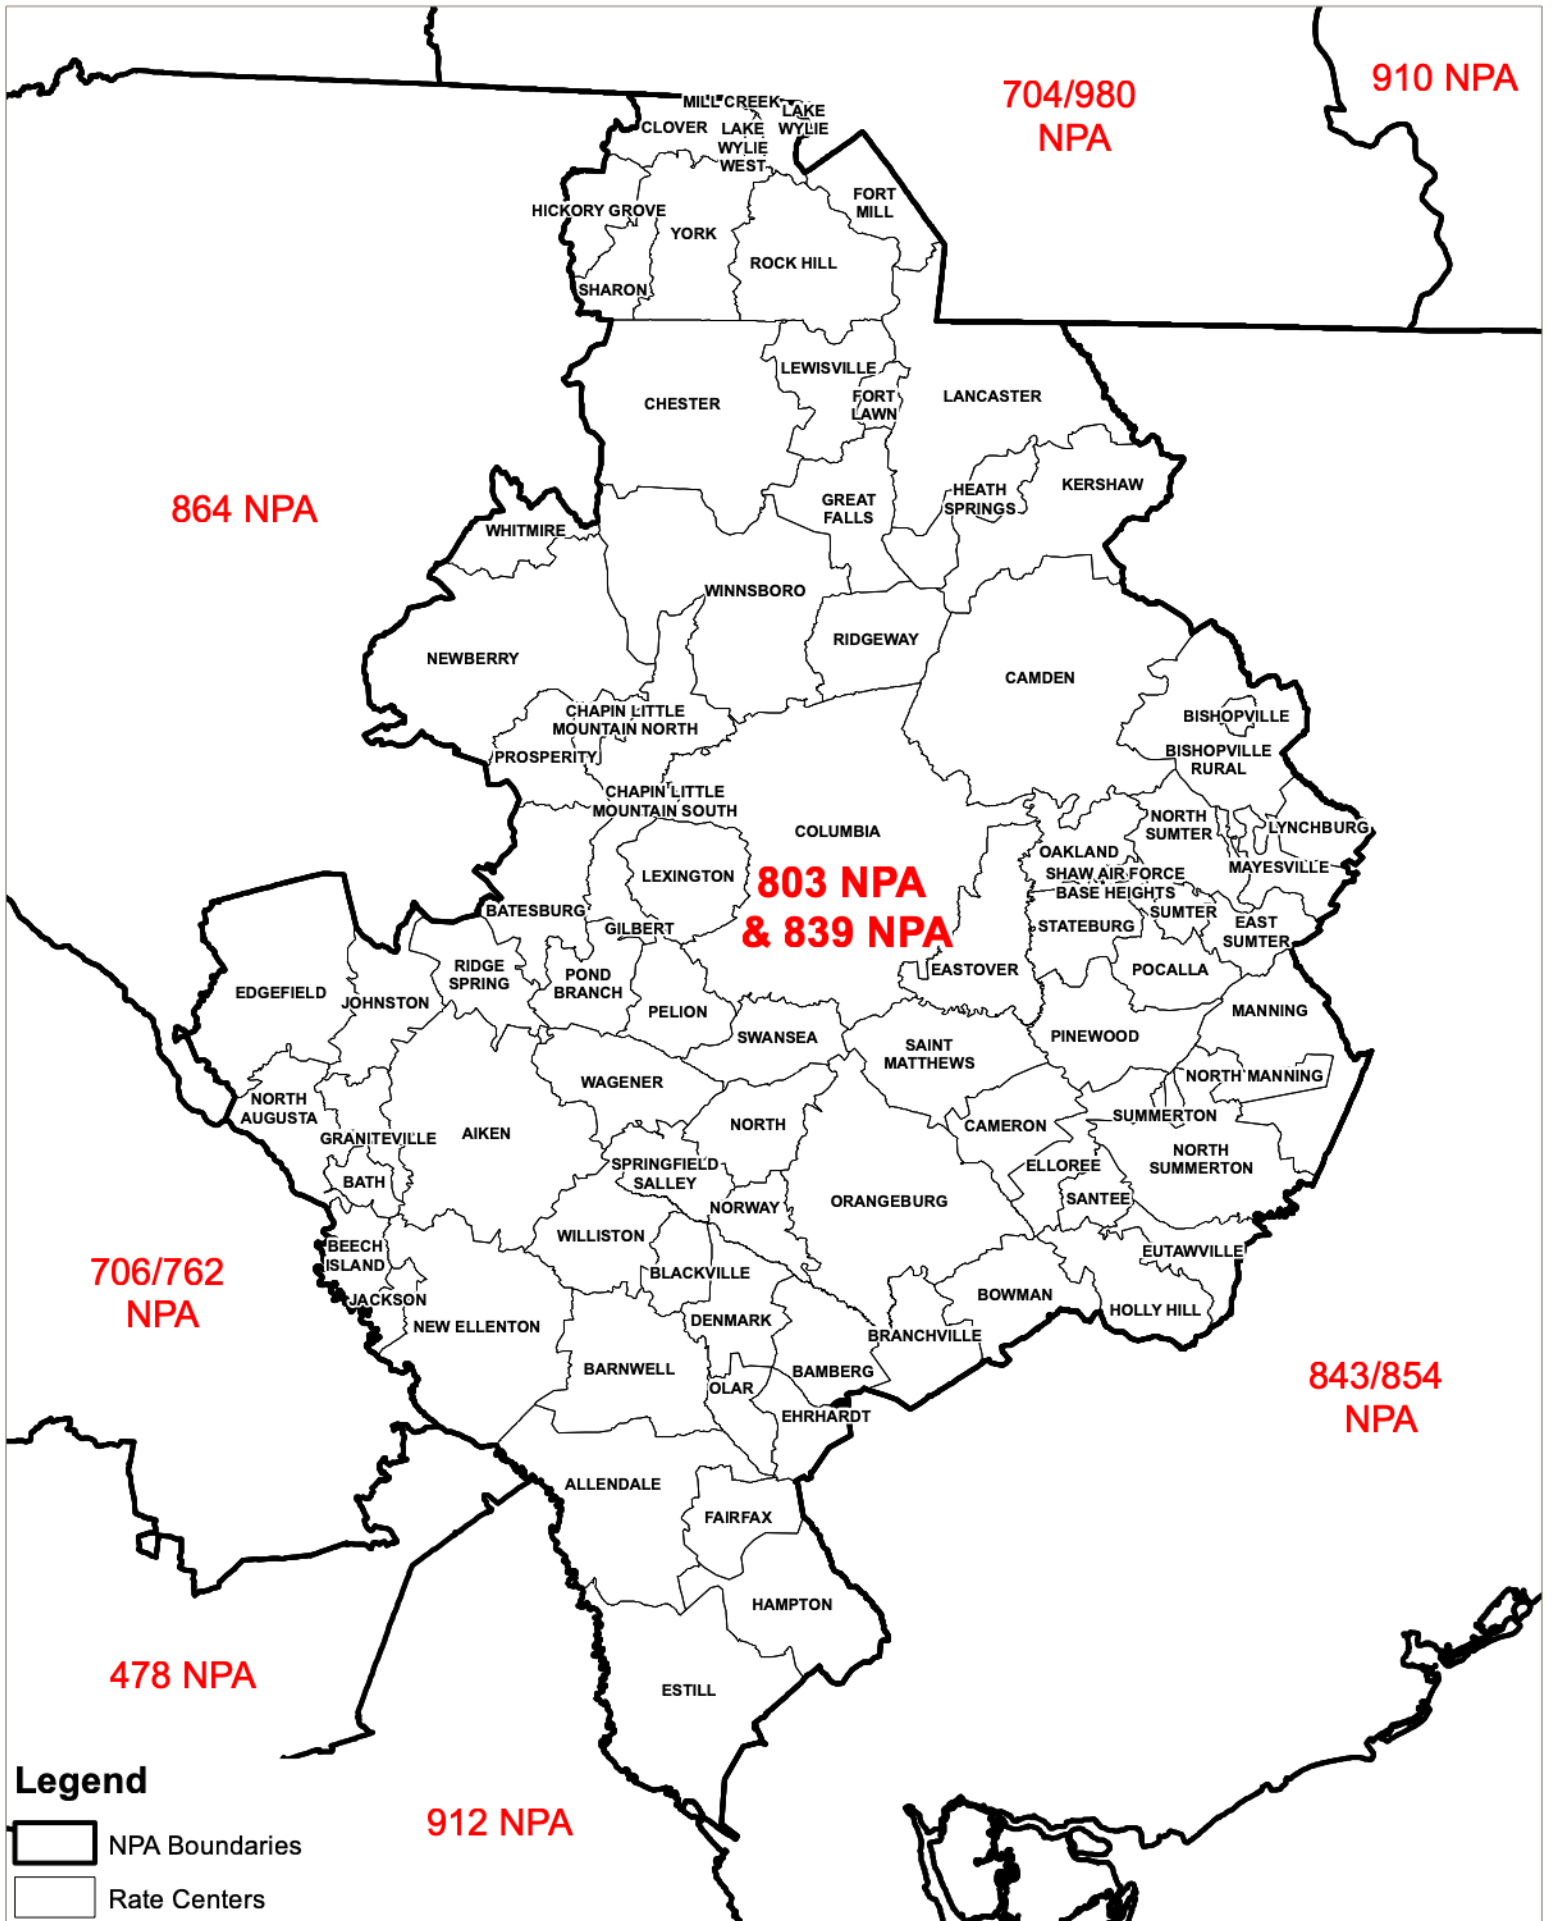 910 NPA
704/980
NPA
MILL CREEK
LAKE
WYLIE
CLOVER
LAKE
WYLIE
WEST
FORT
MILL
HICKORY GROVE
YORK
ROCK HILL
SHARON
LEWISVILLE
CHESTER
FORT
LAWN
LANCASTER
864 NPA
KERSHAW
HEATH
SPRINGS
GREAT
FALLS
WHITMIRE
WINNSBORO
RIDGEWAY
NEWBERRY
CAMDEN
CHAPIN LITTLE
MOUNTAIN NORTH
BISHOPVILLE
PROSPERITY
BISHOPVILLE
RURAL
CHAPIN LITTLE
MOUNTAIN SOUTH
COLUMBIA
NORTH
SUMTER
LYNCHBURG
OAKLAND
MAYESVILLE
LEXINGTON
803 NPA
& 839 NPA
SHAW AIR FORCE
BASE HEIGHTS
BATESBURG
SUMTER
GILBERT
STATEBURG
EAST
SUMTER
RIDGE
SPRING
POND
BRANCH
EASTOVER
POCALLA
EDGEFIELD
JOHNSTON
PELION
MANNING
SWANSEA
SAINT
MATTHEWS
PINEWOOD
WAGENER
NORTH MANNING
NORTH
AUGUSTA
SUMMERTON
NORTH
CAMERON
GRANITEVILLE
AIKEN
NORTH
SUMMERTON
SPRINGFIELD
SALLEY
ELLOREE
BATH
SANTEE
NORWAY
ORANGEBURG
WILLISTON
BEECH
ISLAND
EUTAWVILLE
706/762
NPA
BLACKVILLE
JACKSON
BOWMAN
HOLLY HILL
NEW ELLENTON
DENMARK
BRANCHVILLE
BARNWELL
BAMBERG
843/854
NPA
OLAR
EHRHARDT
ALLENDALE
FAIRFAX
HAMPTON
478 NPA
ESTILL
912 NPA
Legend
NPA Boundaries
Rate Centers